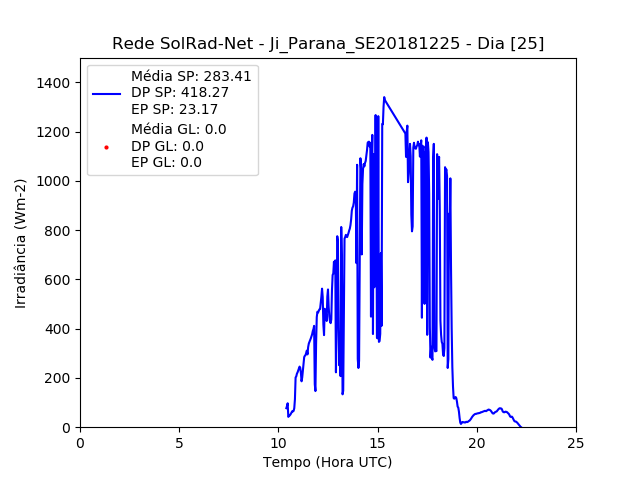 Rede SolRad-Net - Ji_Parana_SE20181225 - Dia [25]
Média SP: 283.41
DP SP: 418.27
EP SP: 23.17
Média GL: 0.0
DP GL: 0.0
EP GL: 0.0
Irradiância (Wm-2)
1400
1200
1000
800
600
400
200
0
0 5 10 15 20 25
Tempo (Hora UTC)